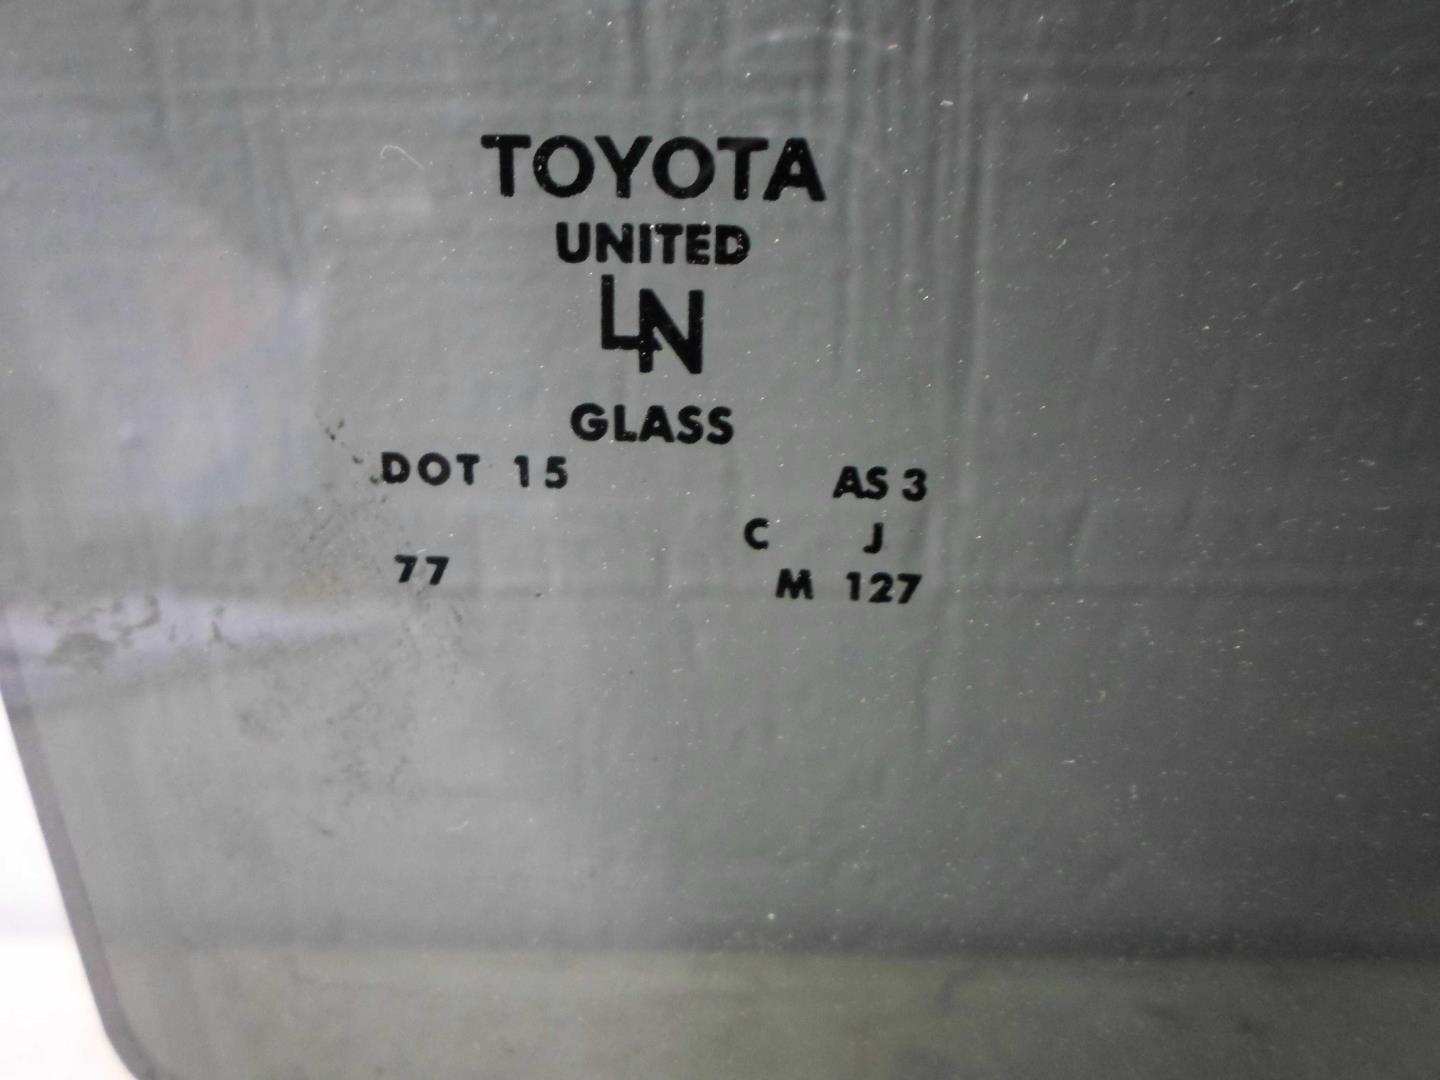 TOYOTA
UNITED
LN
GLASS
DOT 15 AS 3
C J
77 M 127